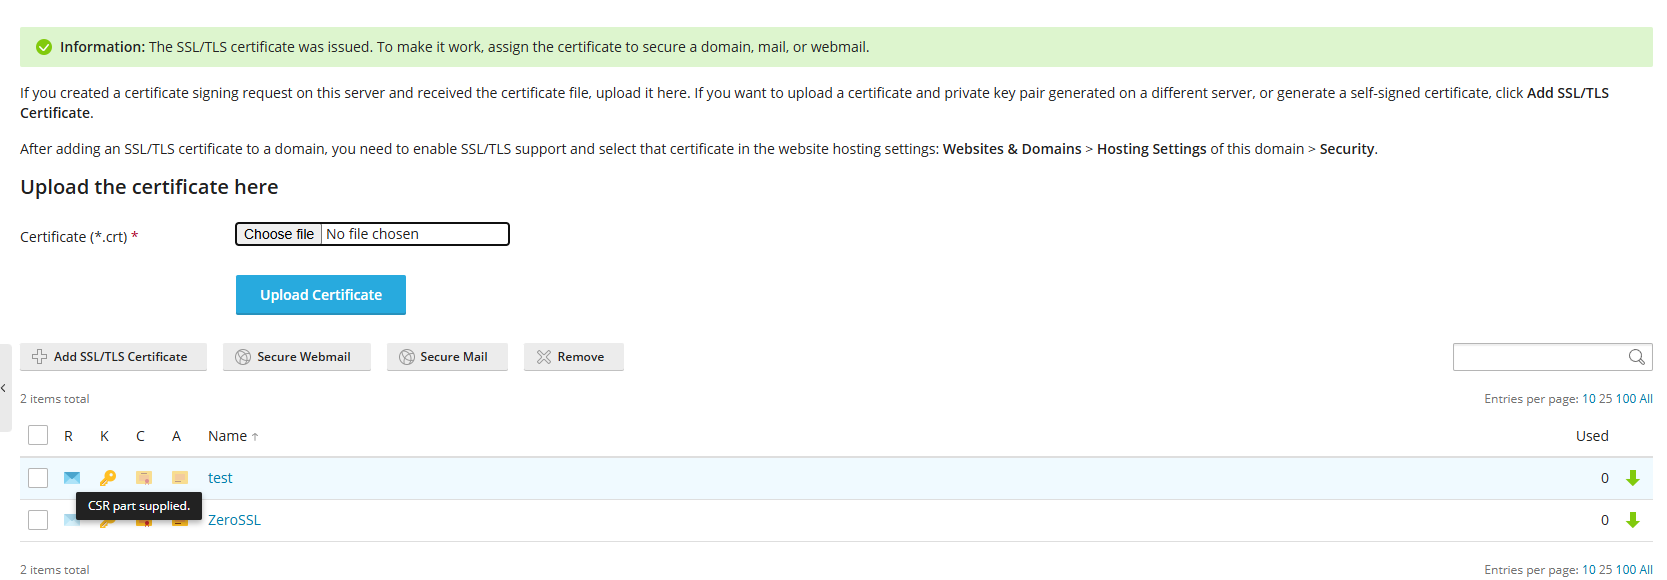 Information: The SSL/TLS certificate was issued. To make it work, assign the certificate to secure a domain, mail, or webmail.
If you created a certificate signing request on this server and received the certificate file, upload it here. If you want to upload a certificate and private key pair generated on a different server, or generate a self-signed certificate, click Add SSL/TLS
Certificate.
After adding an SSL/TLS certificate to a domain, you need to enable SSL/TLS support and select that certificate in the website hosting settings: Websites & Domains > Hosting Settings of this domain > Security.
Upload the certificate here
Certificate (*.crt) * Choose file No file chosen
Upload Certificate
Add SSL/TLS Certificate Secure Webmail Secure Mail Remove
2 items total Entries per page: 10 25 100 All
R K C A Name ↑ Used
test 0
CSR part supplied.
ZeroSSL 0
2 items total Entries per page: 10 25 100 All